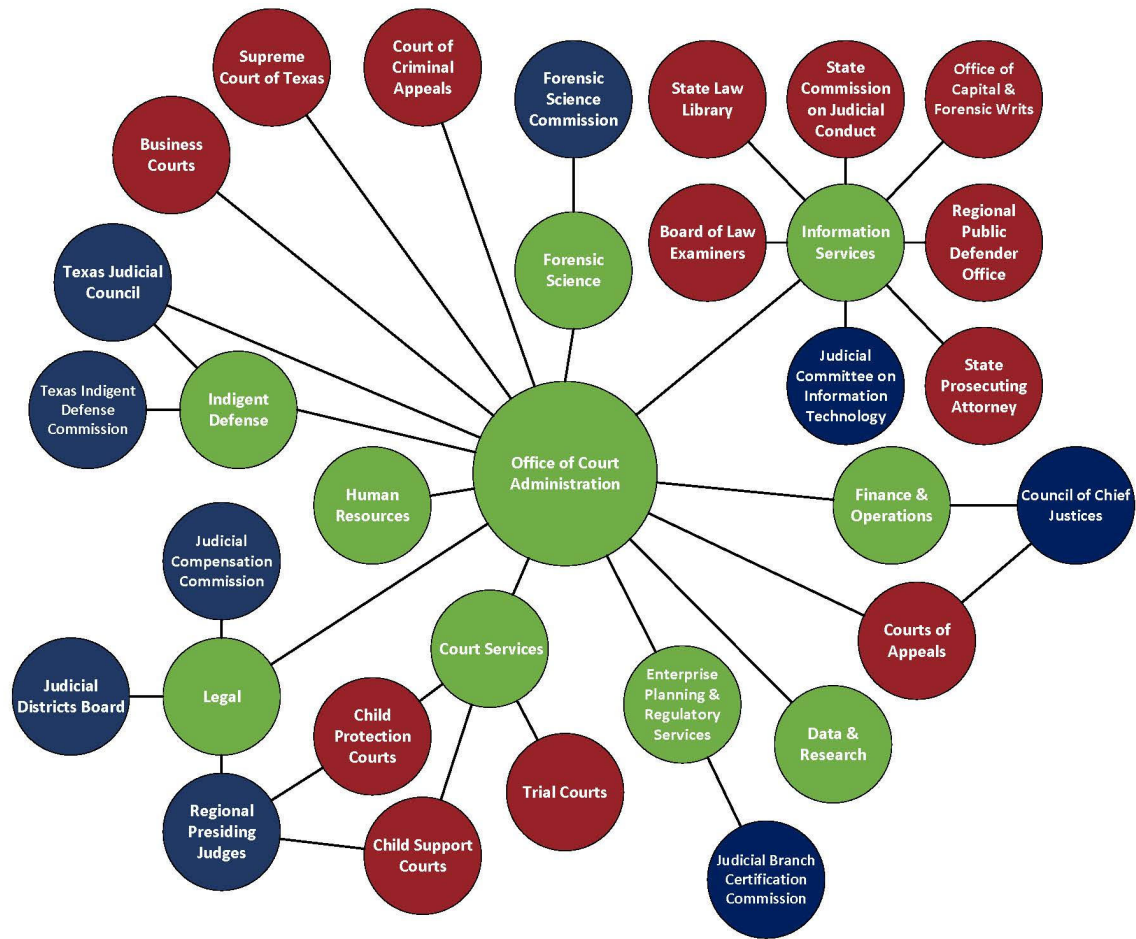 Supreme
Court of Texas
Court of
Criminal
Appeals
Forensic
Science
Commission
State Law
Library
State
Commission
on Judicial
Conduct
Office of
Capital &
Forensic Writs
Business
Courts
Texas Judicial
Council
Forensic
Science
Board of Law
Examiners
Information
Services
Regional
Public
Defender
Office
Texas Indigent
Defense
Commission
Indigent
Defense
Judicial
Committee on
Information
Technology
State
Prosecuting
Attorney
Office of Court
Administration
Human
Resources
Finance &
Operations
Council of Chief
Justices
Judicial
Compensation
Commission
Court Services
Courts of
Appeals
Judicial
Districts Board
Legal
Child
Protection
Courts
Enterprise
Planning &
Regulatory
Services
Data &
Research
Trial Courts
Regional
Presiding
Judges
Child Support
Courts
Judicial Branch
Certification
Commission